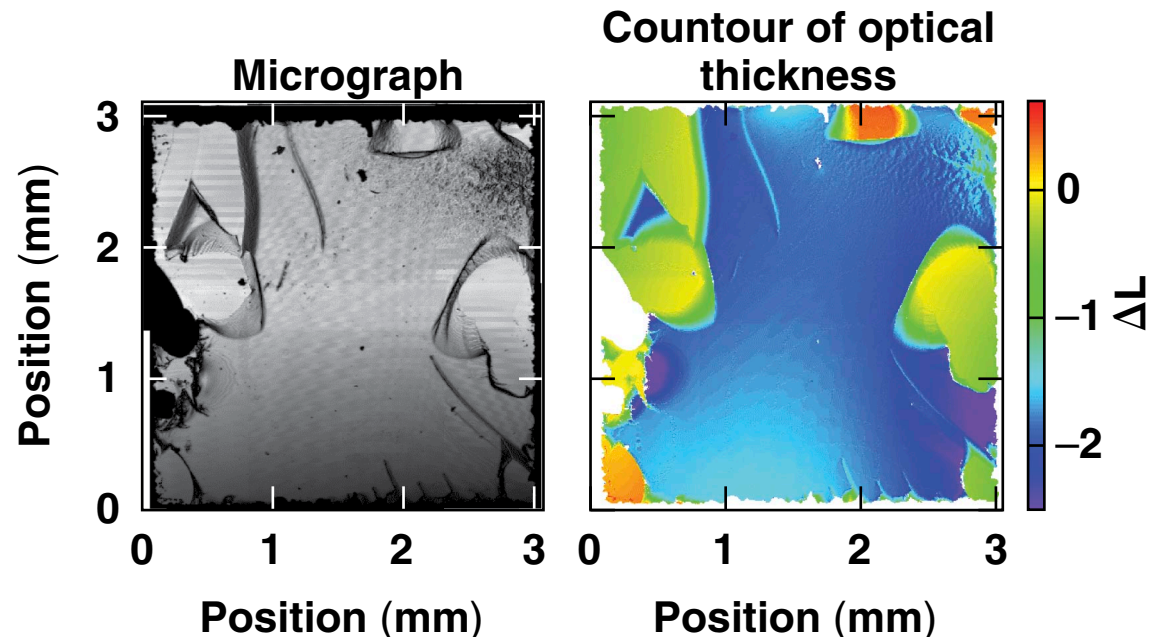 Micrograph
Countour of optical
thickness
Position (mm)
3
2
1
0
0 1 2 3
Position (mm)
0 1 2 3
Position (mm)
0
–1
–2
ΔL